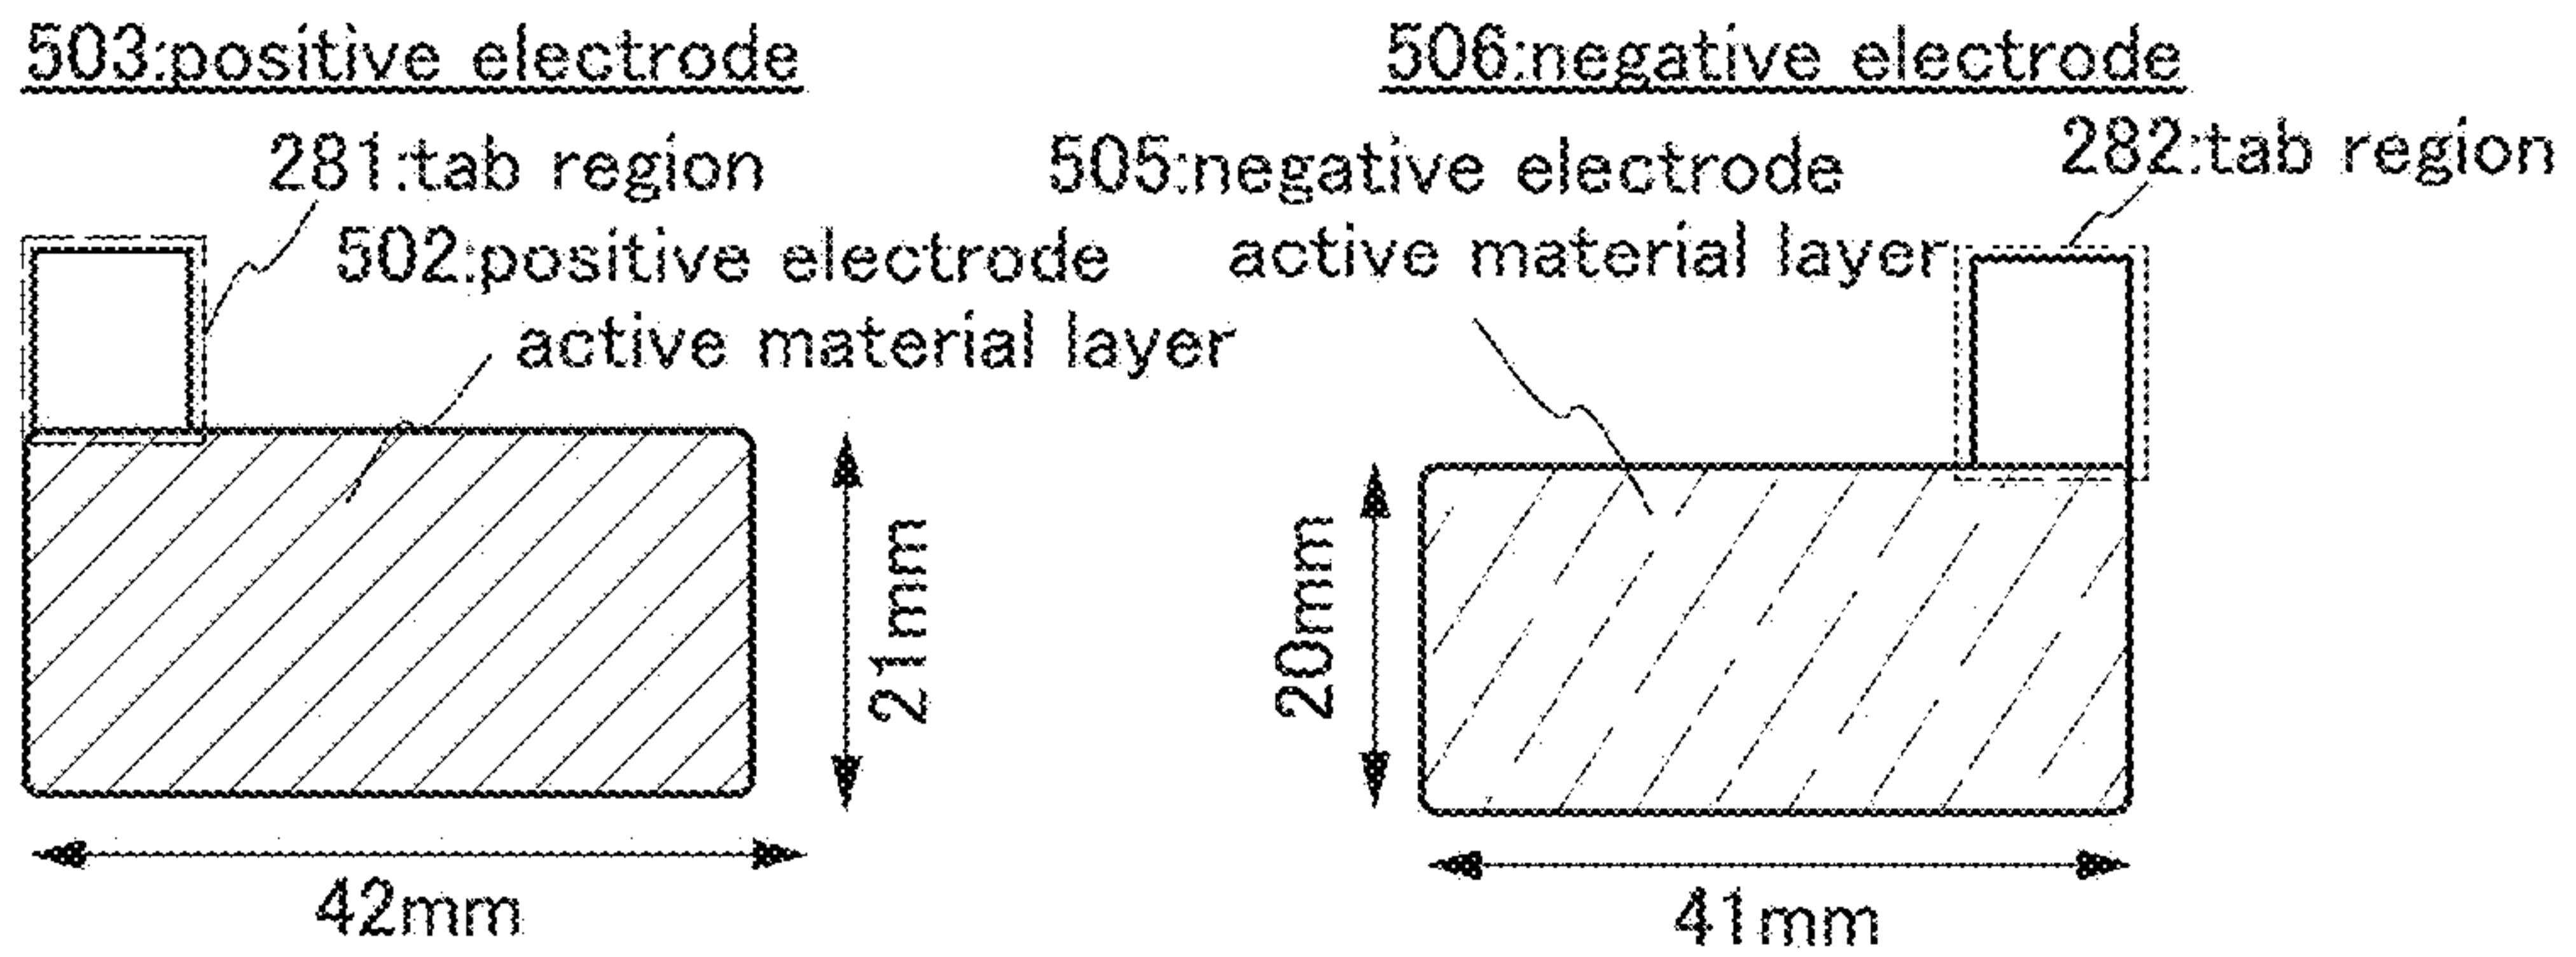 503:positive electrode
506:negative electrode
281:tab region
505:negative electrode
active material layer
282:tab region
502:positive electrode
active material layer
21mm
20mm
42mm
41mm